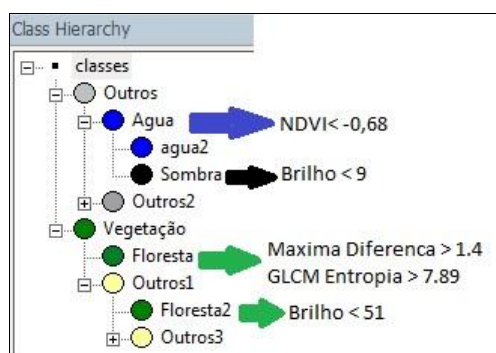 Class Hierarchy
classes
Outros
Agua NDVI< -0,68
agua2
Sombra Brilho < 9
Outros2
Vegetação
Floresta Maxima Diferenca > 1.4
GLCM Entropia > 7.89
Outros1
Floresta2 Brilho < 51
Outros3